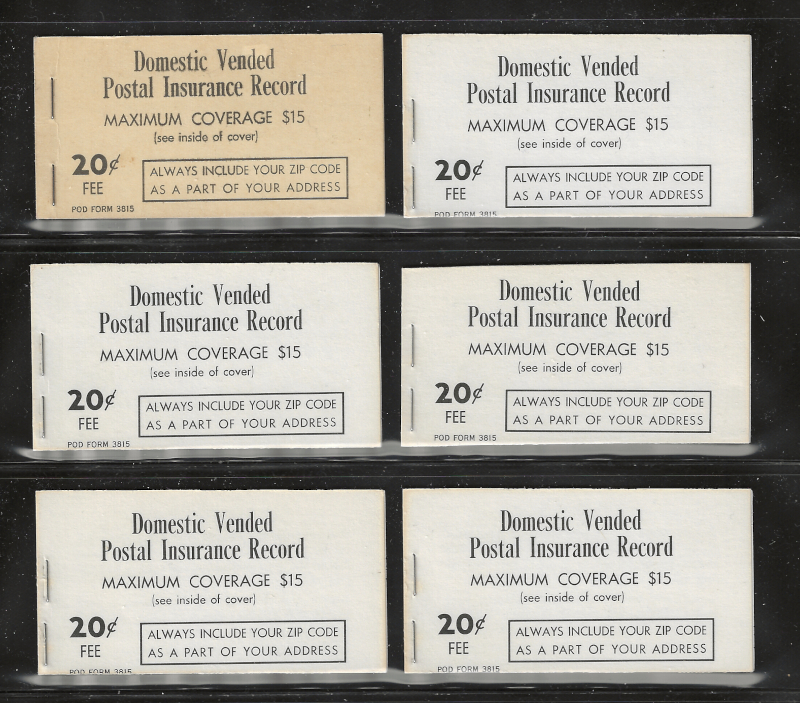 Domestic Vended
Postal Insurance Record
MAXIMUM COVERAGE $15
(see inside of cover)
20¢
FEE
ALWAYS INCLUDE YOUR ZIP CODE
AS A PART OF YOUR ADDRESS
POD FORM 3815
Domestic Vended
Postal Insurance Record
MAXIMUM COVERAGE $15
(see inside of cover)
20¢
FEE
ALWAYS INCLUDE YOUR ZIP CODE
AS A PART OF YOUR ADDRESS
POD FORM 3815
Domestic Vended
Postal Insurance Record
MAXIMUM COVERAGE $15
(see inside of cover)
20¢
FEE
ALWAYS INCLUDE YOUR ZIP CODE
AS A PART OF YOUR ADDRESS
POD FORM 3815
Domestic Vended
Postal Insurance Record
MAXIMUM COVERAGE $15
(see inside of cover)
20¢
FEE
ALWAYS INCLUDE YOUR ZIP CODE
AS A PART OF YOUR ADDRESS
POD FORM 3815
Domestic Vended
Postal Insurance Record
MAXIMUM COVERAGE $15
(see inside of cover)
20¢
FEE
ALWAYS INCLUDE YOUR ZIP CODE
AS A PART OF YOUR ADDRESS
POD FORM 3815
Domestic Vended
Postal Insurance Record
MAXIMUM COVERAGE $15
(see inside of cover)
20¢
FEE
ALWAYS INCLUDE YOUR ZIP CODE
AS A PART OF YOUR ADDRESS
POD FORM 3815